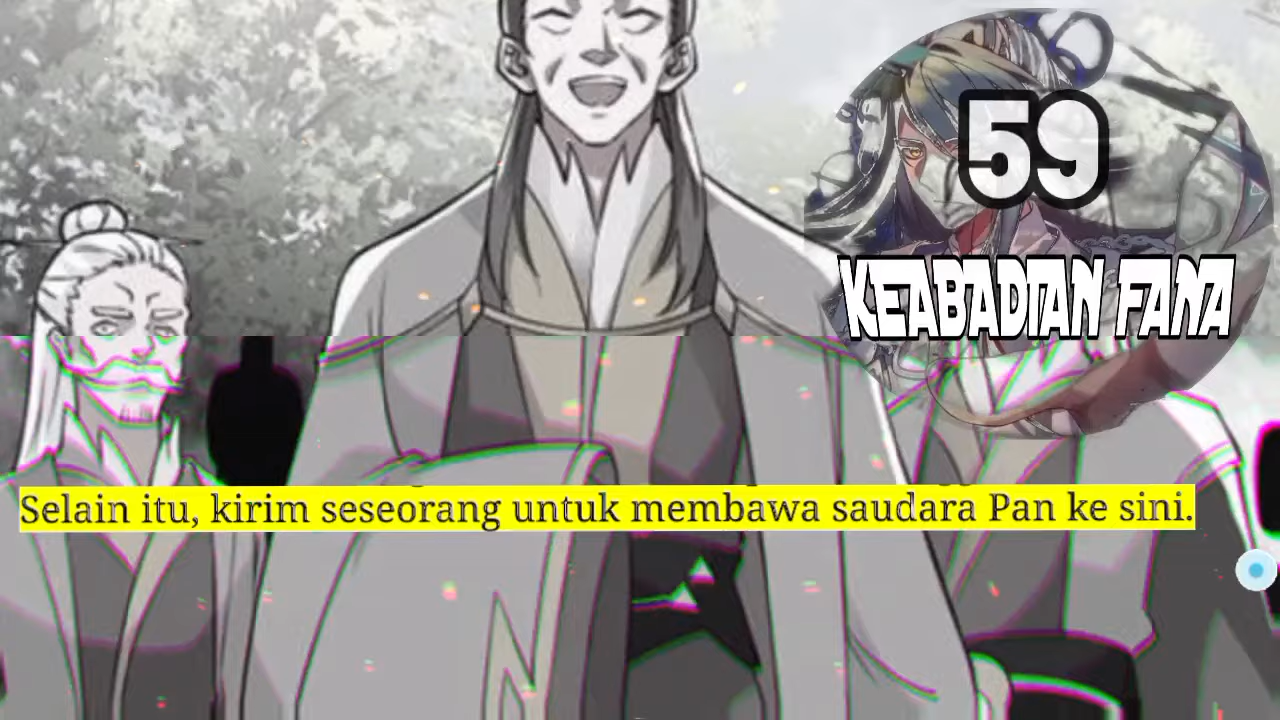 59
KEABADIAN FANA
Selain itu, kirim seseorang untuk membawa saudara Pan ke sini.